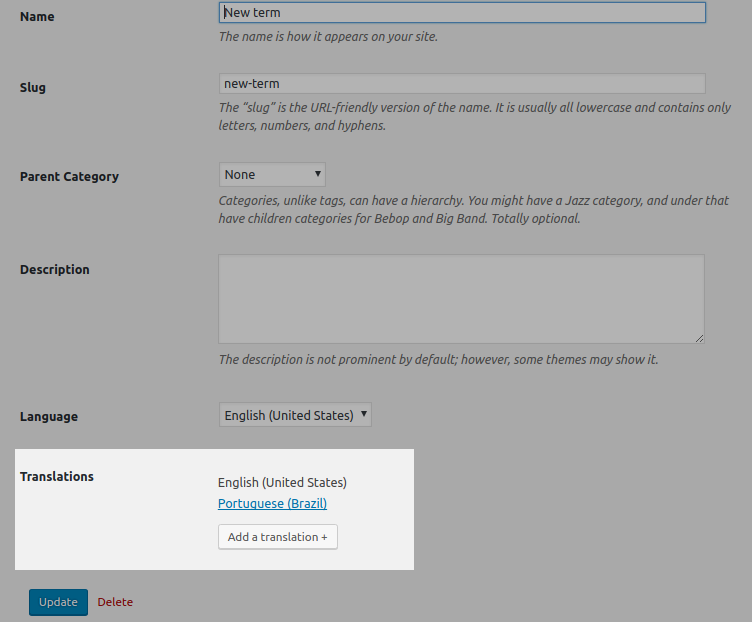 Name
New term
The name is how it appears on your site.
Slug
new-term
The "slug" is the URL-friendly version of the name. It is usually all lowercase and contains only
letters, numbers, and hyphens.
Parent Category
None
Categories, unlike tags, can have a hierarchy. You might have a Jazz category, and under that
have children categories for Bebop and Big Band. Totally optional.
Description
The description is not prominent by default; however, some themes may show it.
Language
English (United States)
Translations
English (United States)
Portuguese (Brazil)
Add a translation +
Update Delete